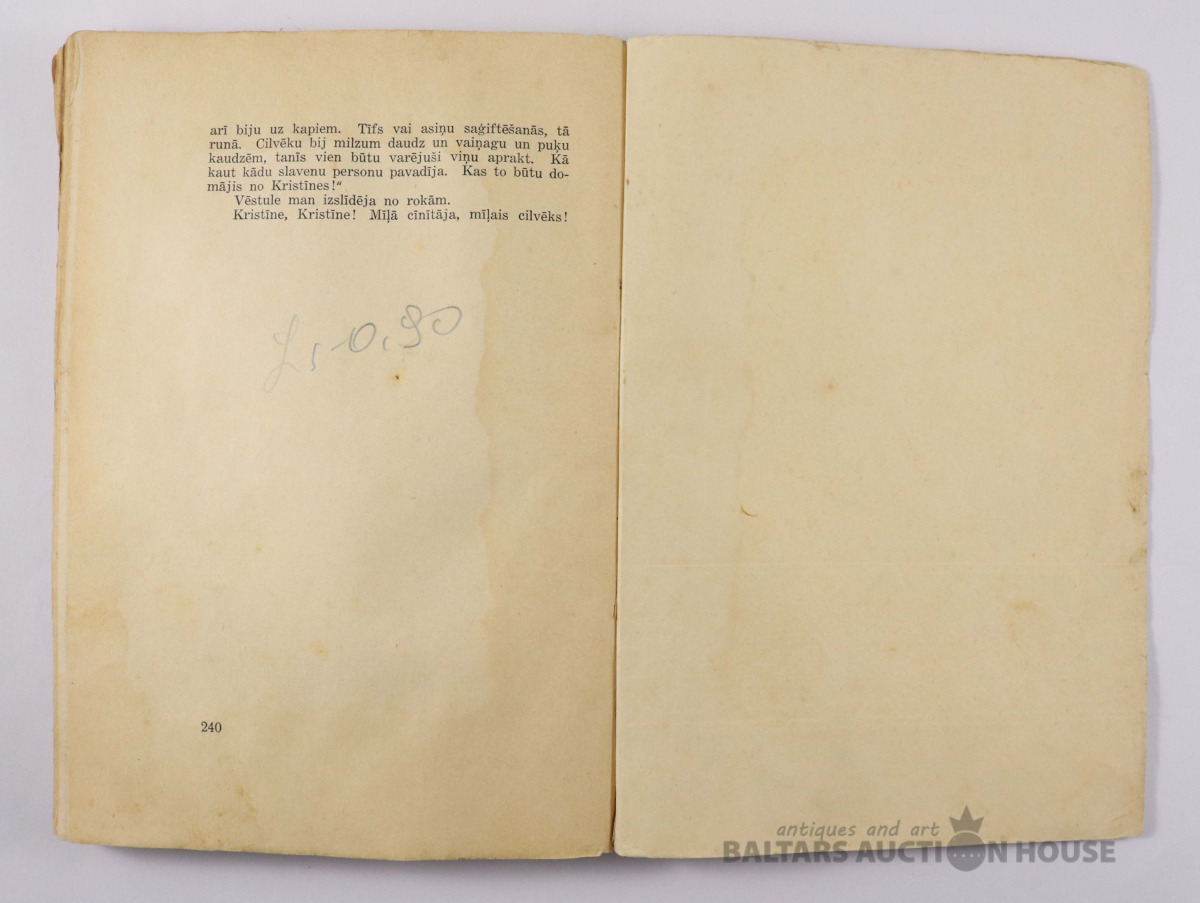 arī biju uz kapiem. Tīfs vai asiņu saģiftēšanās, tā
runā. Cilvēku bij milzum daudz un vaiņagu un puķu
kaudzēm, tanīs vien būtu varējuši viņu aprakt. Kā
kaut kādu slavenu personu pavadīja. Kas to būtu do-
mājis no Kristīnes!"
Vēstule man izslīdēja no rokām.
Kristīne, Kristīne! Mīļā cīnītāja, mīļais cilvēks!
0,90
240
antiques and art
BALTARS AUCTION HOUSE